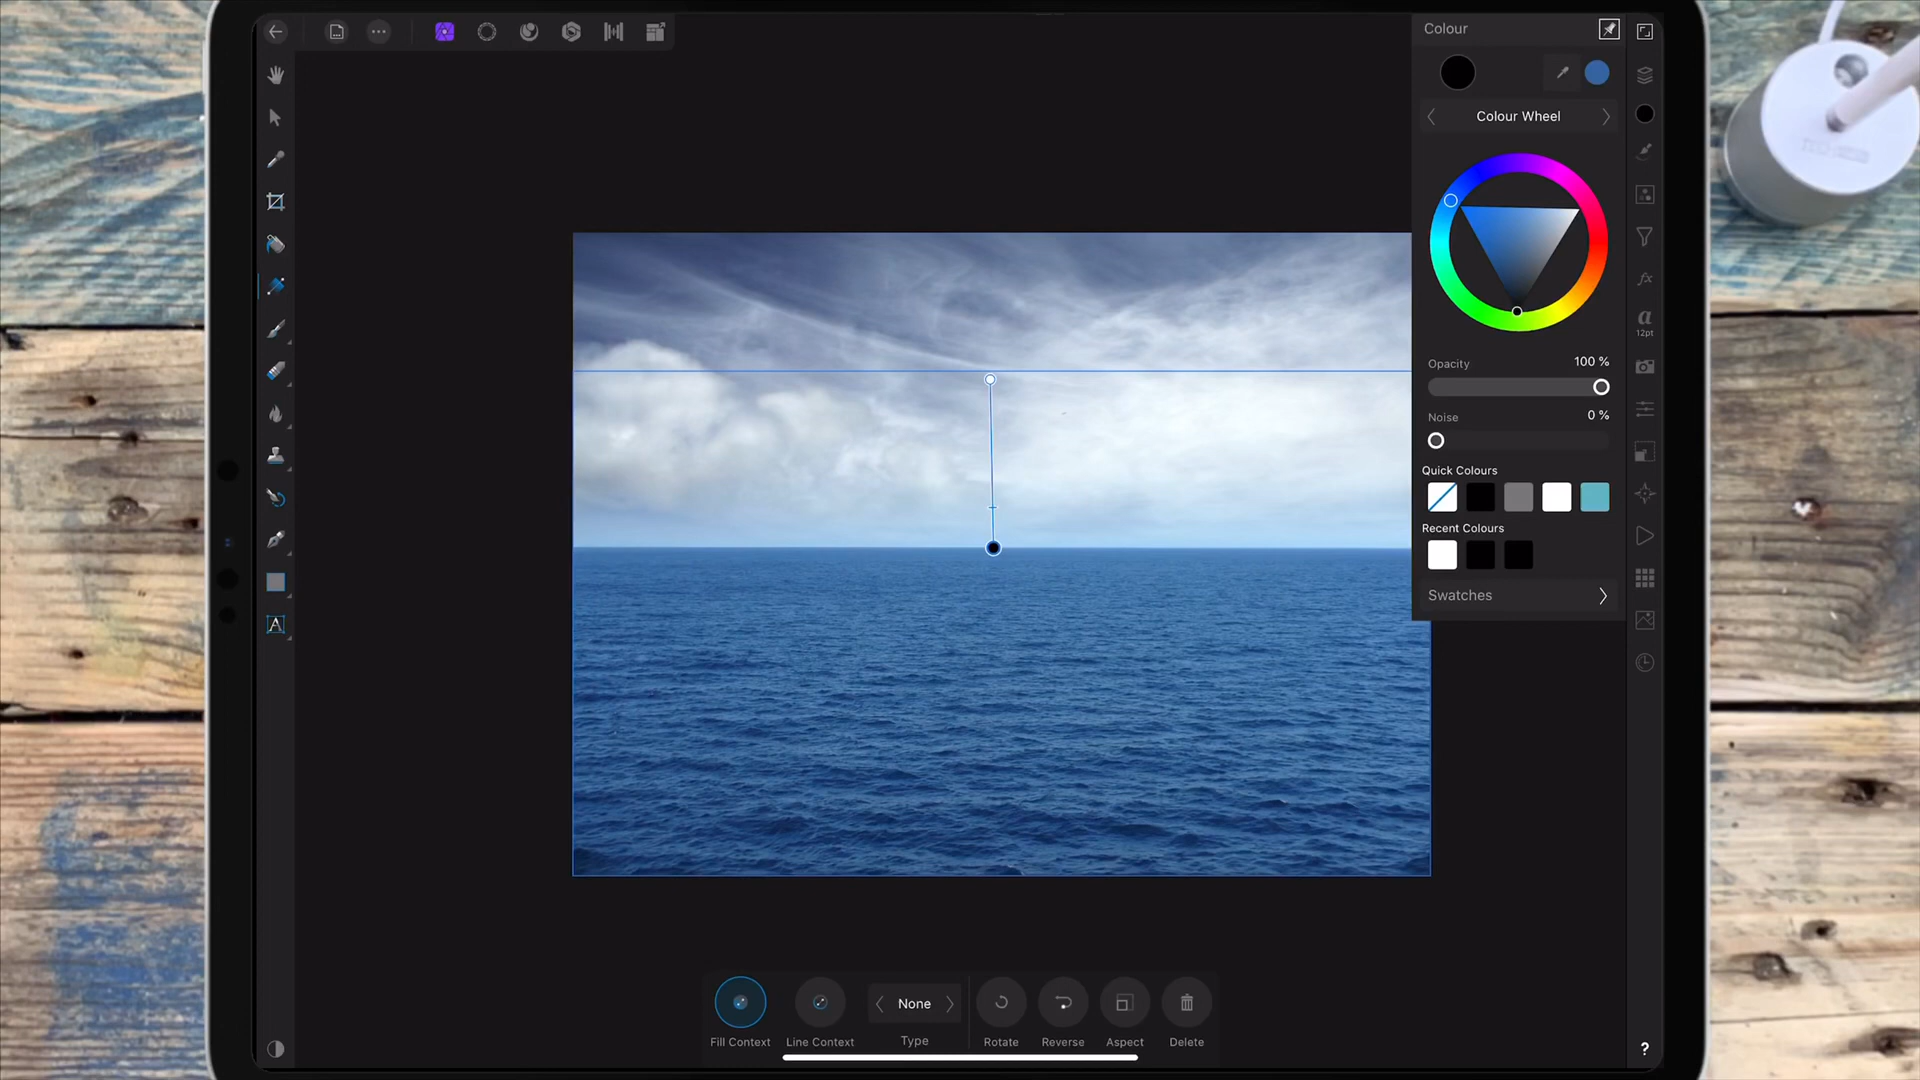 Colour
Colour Wheel
Opacity
100 %
Noise
0 %
Quick Colours
Recent Colours
Swatches
fx
a
12pt
A
None
Fill Context
Line Context
Type
Rotate
Reverse
Aspect
Delete
?